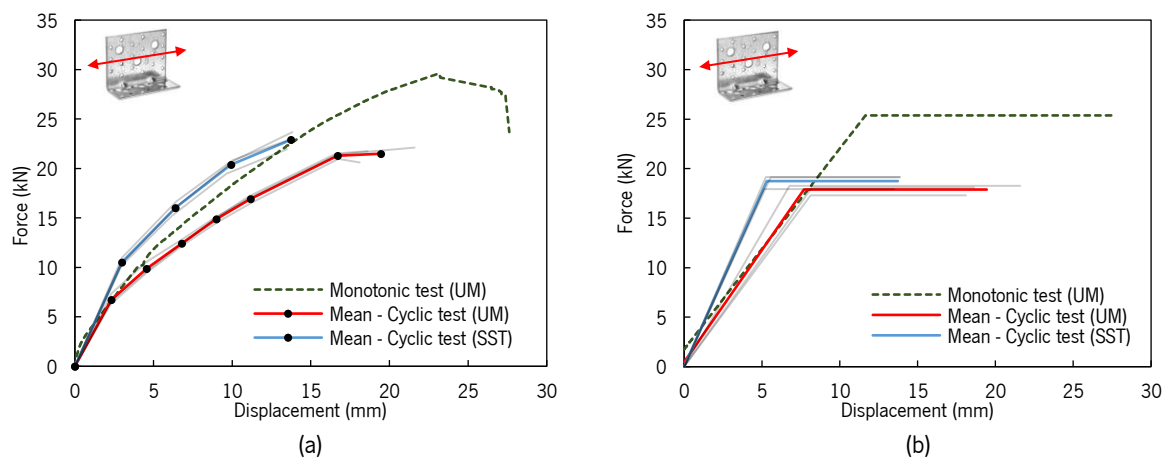 35
30
25
20
15
10
5
0
Force (kN)
0 5 10 15 20 25 30
Displacement (mm)
Monotonic test (UM)
Mean - Cyclic test (UM)
Mean - Cyclic test (SST)
(a)
35
30
25
20
15
10
5
0
Force (kN)
0 5 10 15 20 25 30
Displacement (mm)
Monotonic test (UM)
Mean - Cyclic test (UM)
Mean - Cyclic test (SST)
(b)